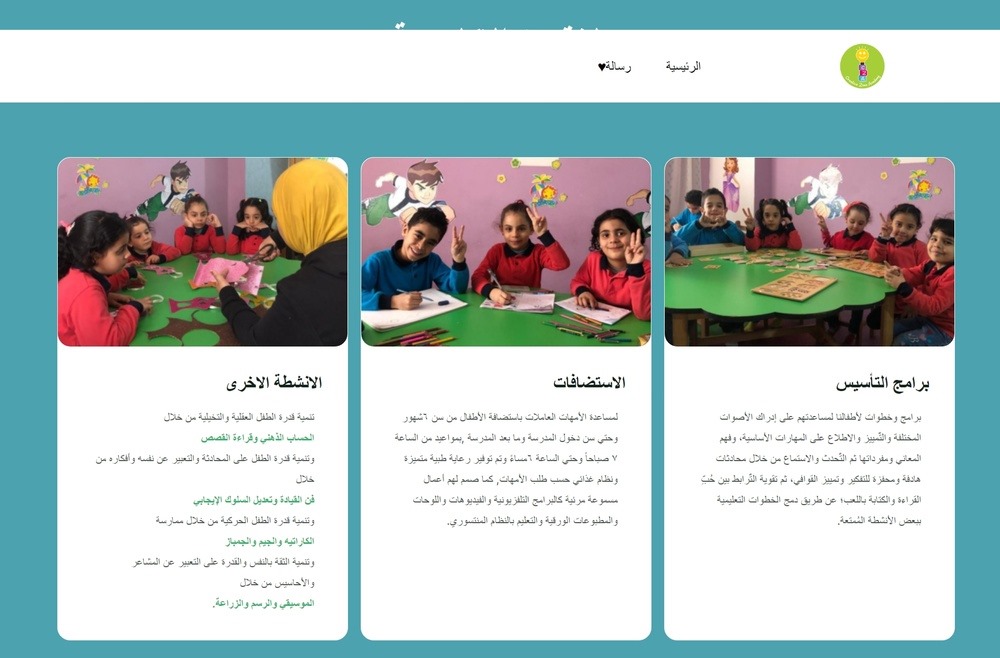 الرئيسية
رسالة♥
برامج التأسيس
برامج وخطوات لأطفالنا لمساعدتهم على إدراك الأصوات
المختلفة والتَّمييز والاطلاع على المهارات الأساسية، وفهم
المعاني ومفرداتها ثم التَّحدث والاستماع من خلال محادثات
هادفة ومحفزة للتفكير وتمييز القوافي، ثم تقوية التَّرابط بين حُبّ
القراءة والكتابة باللعب؛ عن طريق دمج الخطوات التعليمية
ببعض الأنشطة المُمتعة.
الاستضافات
لمساعدة الأمهات العاملات باستضافة الأطفال من سن ٦شهور
وحتي سن دخول المدرسة وما بعد المدرسة ,بمواعيد من الساعة
٧ صباحاً وحتي الساعة ٦مساءً وتم توفير رعاية طبية متميزة
ونظام غذائي حسب طلب الأمهات, كما صمم لهم أعمال
مسموعة مرئية كالبرامج التلفزيونية والفيديوهات واللوحات
والمطبوعات الورقية والتعليم بالنظام المنتسوري.
الانشطة الاخرى
تنمية قدرة الطفل العقلية والتخيلية من خلال
الحساب الذهني وقراءة القصص
وتنمية قدرة الطفل على المحادثة والتعبير عن نفسه وأفكاره من
خلال
فن القيادة وتعديل السلوك الإيجابي
وتنمية قدرة الطفل الحركية من خلال ممارسة
الكاراتيه والجيم والجمباز
وتنمية الثقة بالنفس والقدرة على التعبير عن المشاعر
والأحاسيس من خلال
الموسيقي والرسم والزراعة.